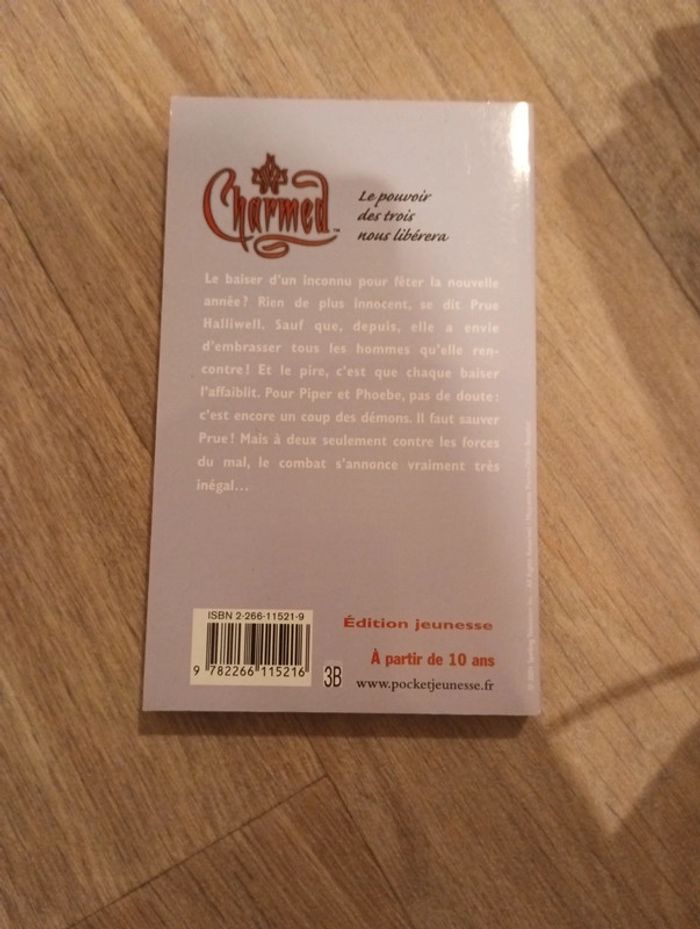 Charmed™
Le pouvoir
des trois
nous libérera
Le baiser d'un inconnu pour fêter la nouvelle
année ? Rien de plus innocent, se dit Prue
Halliwell. Sauf que, depuis, elle a envie
d'embrasser tous les hommes qu'elle ren-
contre ! Et le pire, c'est que chaque baiser
l'affaiblit. Pour Piper et Phoebe, pas de doute :
c'est encore un coup des démons. Il faut sauver
Prue ! Mais à deux seulement contre les forces
du mal, le combat s'annonce vraiment très
inégal…
ISBN 2-266-11521-9
9 782266 115216
3B
Édition jeunesse
À partir de 10 ans
www.pocketjeunesse.fr